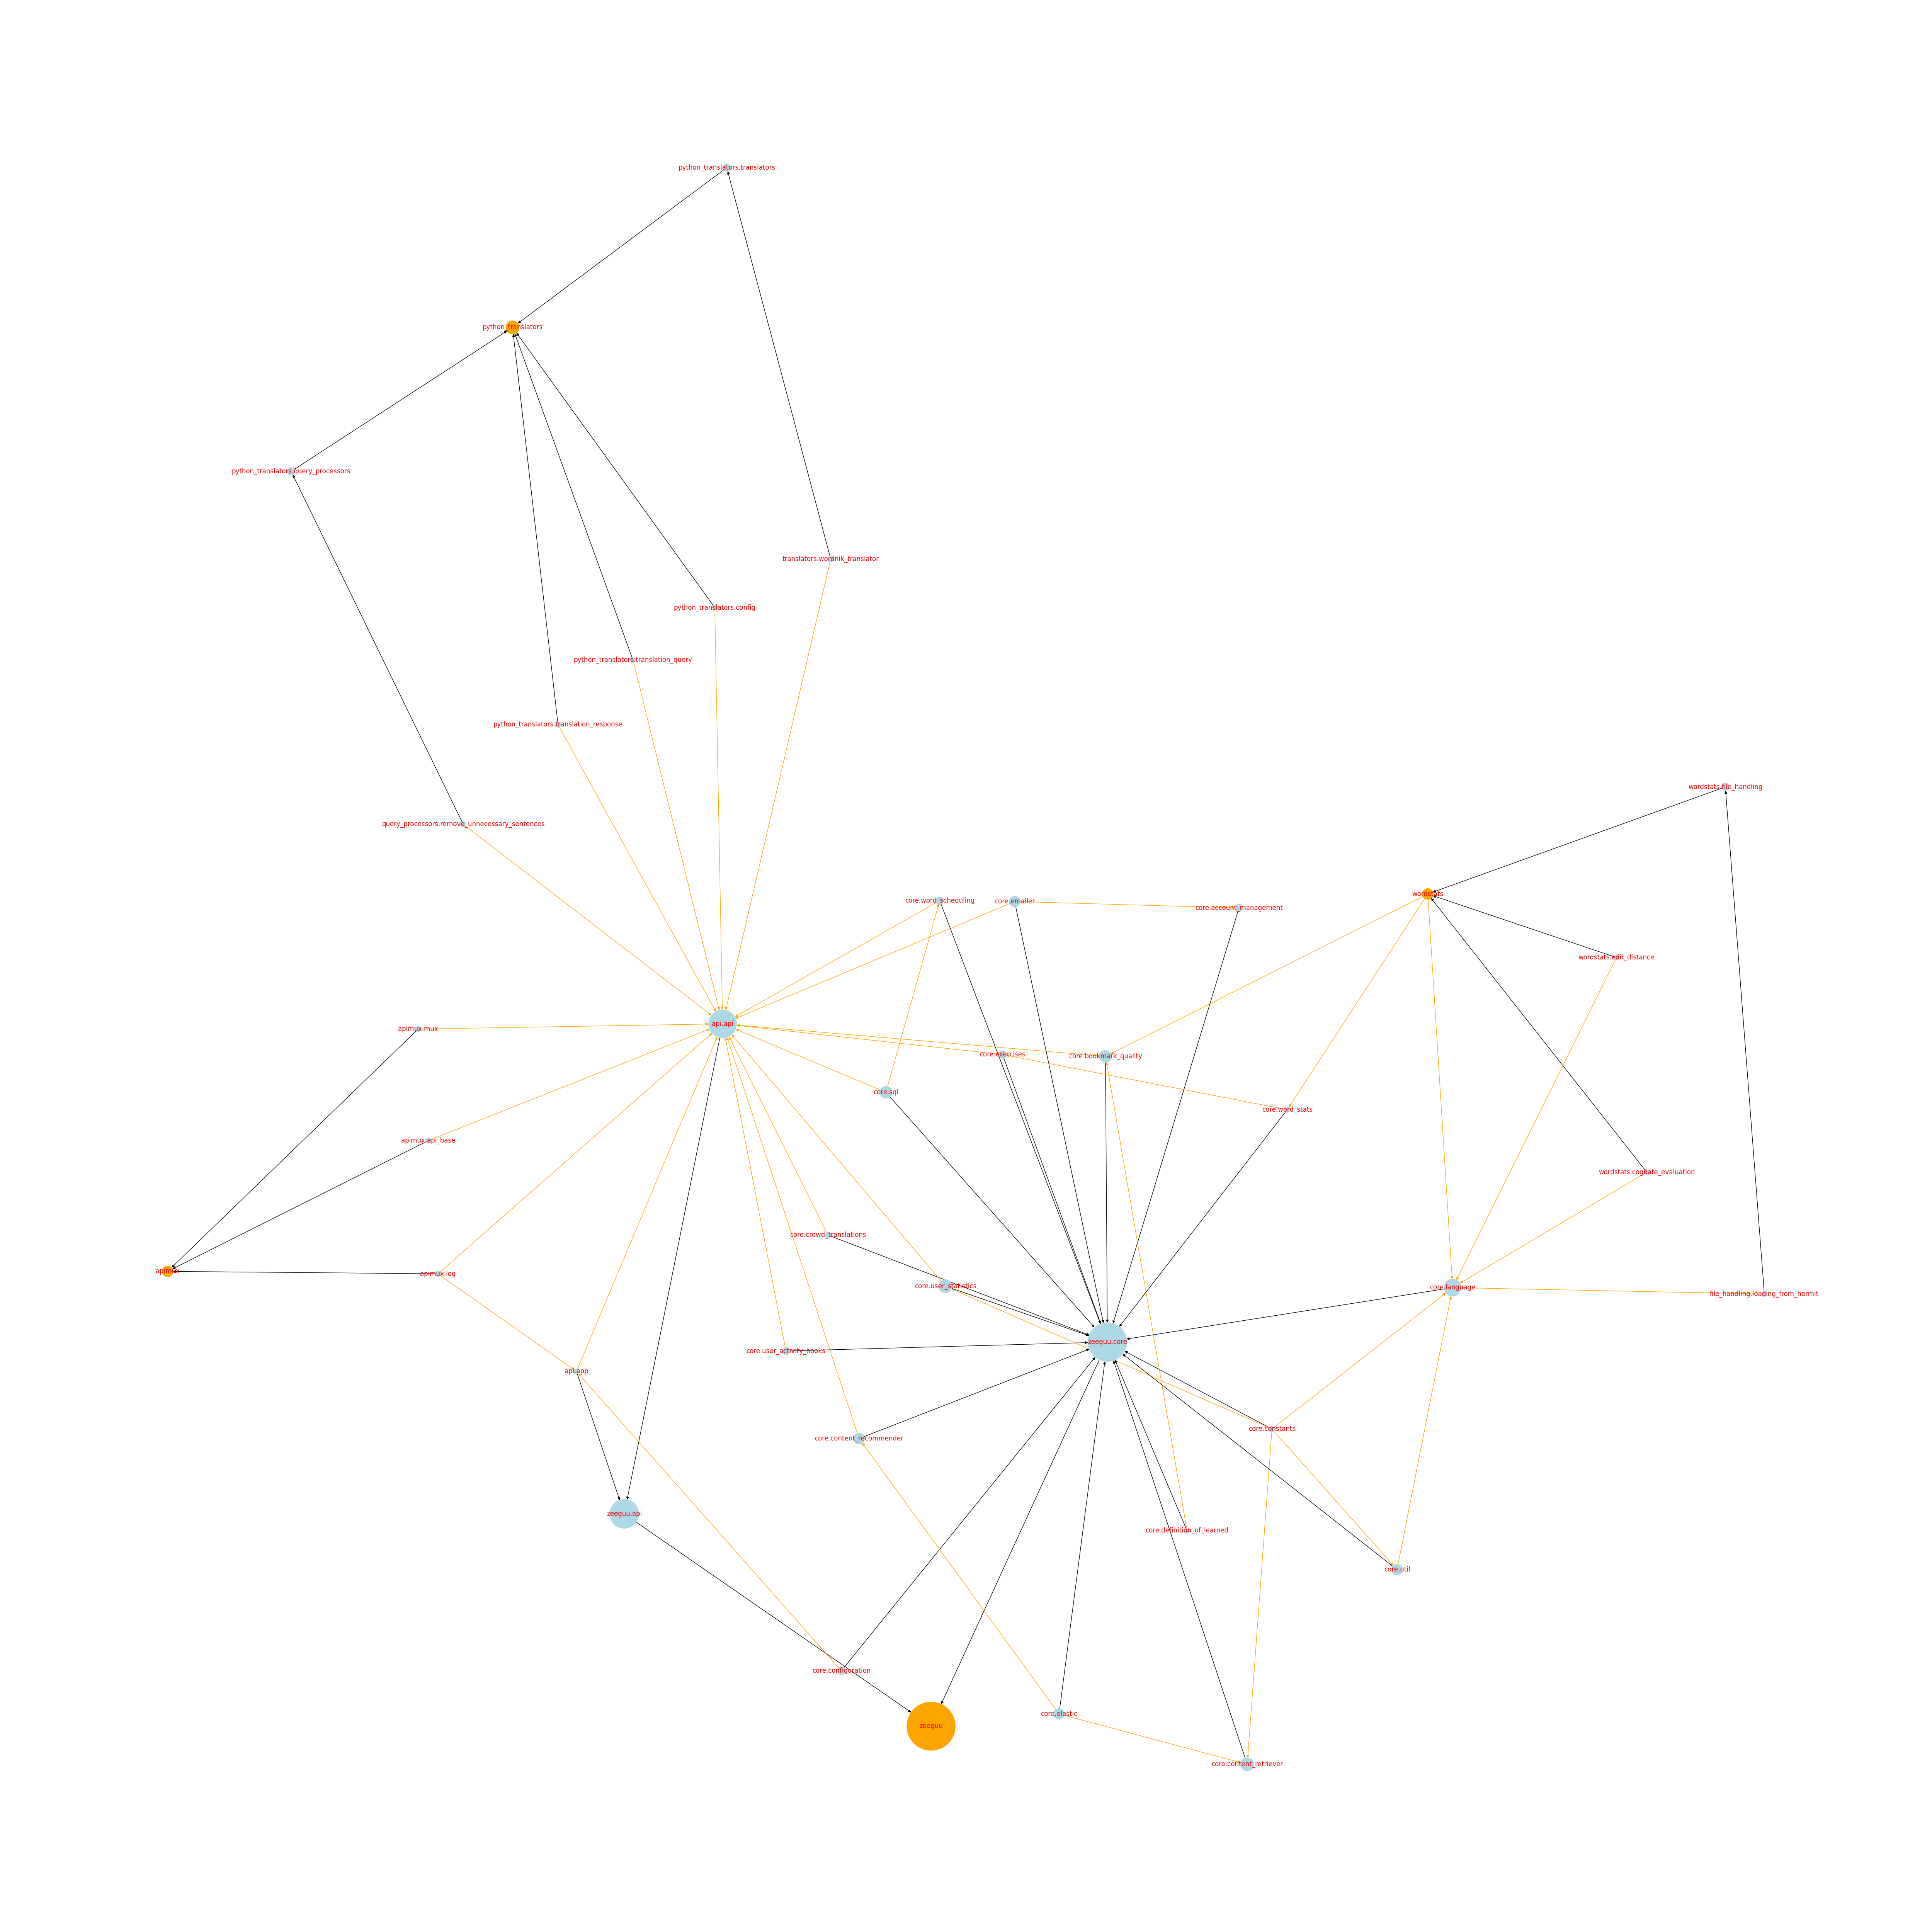 python_translators.translators
python_translators
python_translators.query_processors
translators.wordnik_translator
python_translators.config
python_translators.translation_query
python_translators.translation_response
wordstats.file_handling
query_processors.remove_unnecessary_sentences
wordstats
core.word_scheduling
core.emailer
core.account_management
wordstats.edit_distance
api.api
apimux.mux
core.exercises
core.bookmark_quality
core.sql
core.word_stats
apimux.api_base
wordstats.cognate_evaluation
core.crowd_translations
apimux
apimux.log
core.user_statistics
core.language
file_handling.loading_from_hermit
zeeguu.core
core.user_activity_hooks
api.app
core.constants
core.content_recommender
zeeguu.api
core.definition_of_learned
core.util
core.configuration
core.elastic
zeeguu
core.content_retriever